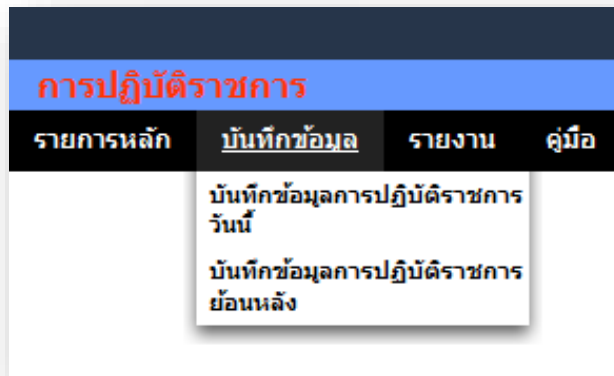 การปฏิบัติราชการ
รายการหลัก บันทึกข้อมูล รายงาน คู่มือ
บันทึกข้อมูลการปฏิบัติราชการ
วันนี้
บันทึกข้อมูลการปฏิบัติราชการ
ย้อนหลัง